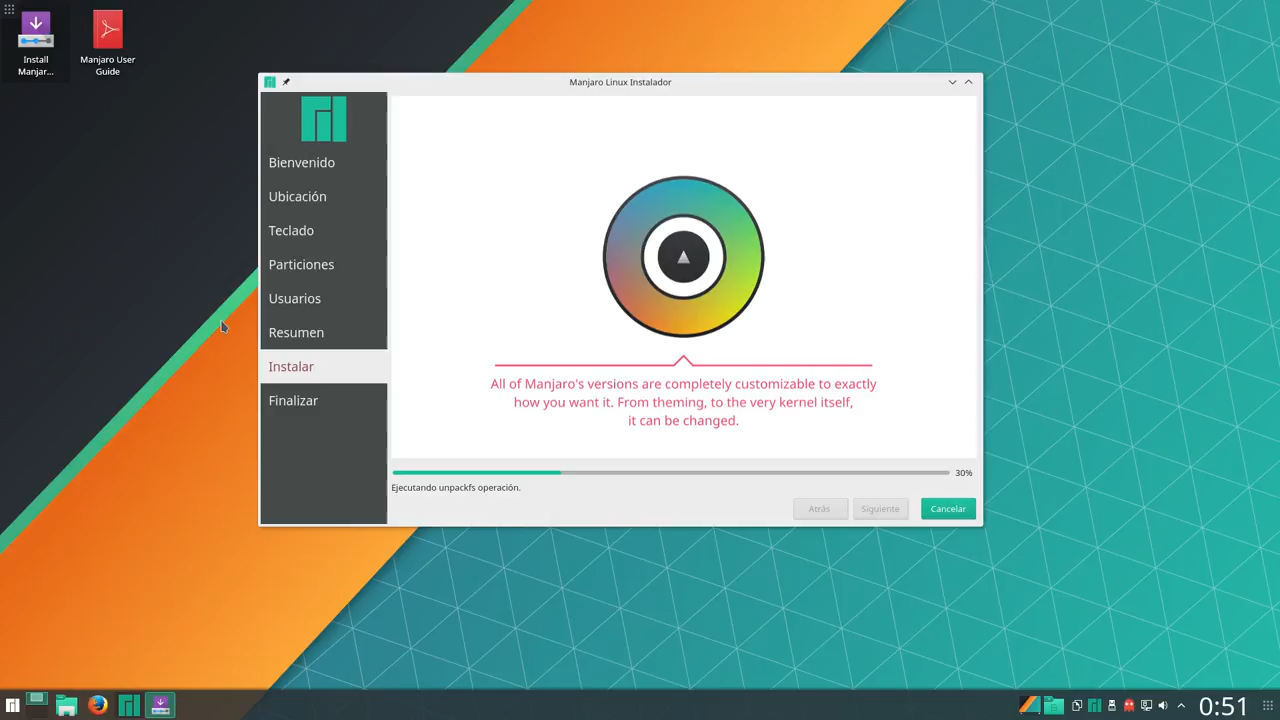 Install
Manjar...
Manjaro User
Guide
Manjaro Linux Instalador
Bienvenido
Ubicación
Teclado
Particiones
Usuarios
Resumen
Instalar
Finalizar
All of Manjaro's versions are completely customizable to exactly
how you want it. From theming, to the very kernel itself,
it can be changed.
30%
Ejecutando unpackfs operación.
Atrás
Siguiente
Cancelar
0:51